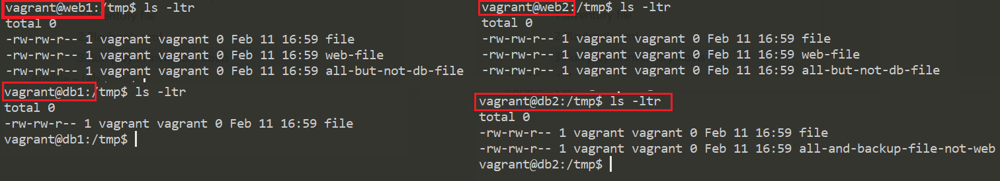 vagrant@web1:/tmp$ ls -ltr
total 0
-rw-rw-r-- 1 vagrant vagrant 0 Feb 11 16:59 file
-rw-rw-r-- 1 vagrant vagrant 0 Feb 11 16:59 web-file
-rw-rw-r-- 1 vagrant vagrant 0 Feb 11 16:59 all-but-not-db-file
vagrant@db1:/tmp$ ls -ltr
total 0
-rw-rw-r-- 1 vagrant vagrant 0 Feb 11 16:59 file
vagrant@db1:/tmp$
vagrant@web2:/tmp$ ls -ltr
total 0
-rw-rw-r-- 1 vagrant vagrant 0 Feb 11 16:59 file
-rw-rw-r-- 1 vagrant vagrant 0 Feb 11 16:59 web-file
-rw-rw-r-- 1 vagrant vagrant 0 Feb 11 16:59 all-but-not-db-file
vagrant@db2:/tmp$ ls -ltr
total 0
-rw-rw-r-- 1 vagrant vagrant 0 Feb 11 16:59 file
-rw-rw-r-- 1 vagrant vagrant 0 Feb 11 16:59 all-and-backup-file-not-web
vagrant@db2:/tmp$